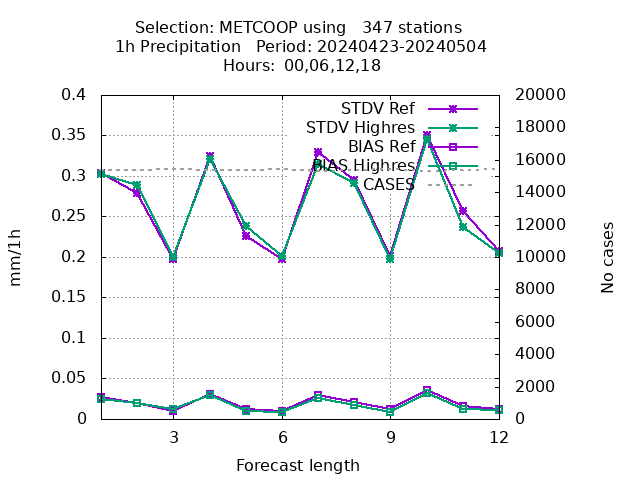 Selection: METCOOP using   347 stations
1h Precipitation   Period: 20240423-20240504
Hours: 00,06,12,18
0.4
0.35
0.3
0.25
0.2
0.15
0.1
0.05
0
mm/1h
STDV Ref
STDV Highres
BIAS Ref
BIAS Highres
CASES
20000
18000
16000
14000
12000
10000
8000
6000
4000
2000
0
No cases
3 6 9 12
Forecast length